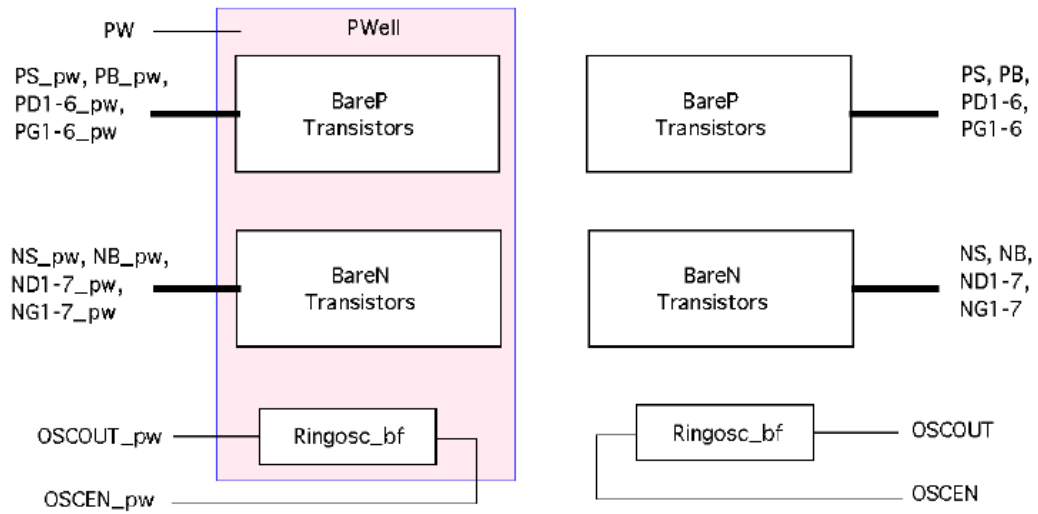 PW
PWell
PS_pw, PB_pw,
PD1-6_pw,
PG1-6_pw
BareP
Transistors
BareP
Transistors
PS, PB,
PD1-6,
PG1-6
NS_pw, NB_pw,
ND1-7_pw,
NG1-7_pw
BareN
Transistors
BareN
Transistors
NS, NB,
ND1-7,
NG1-7
OSCOUT_pw
Ringosc_bf
Ringosc_bf
OSCOUT
OSCEN_pw
OSCEN